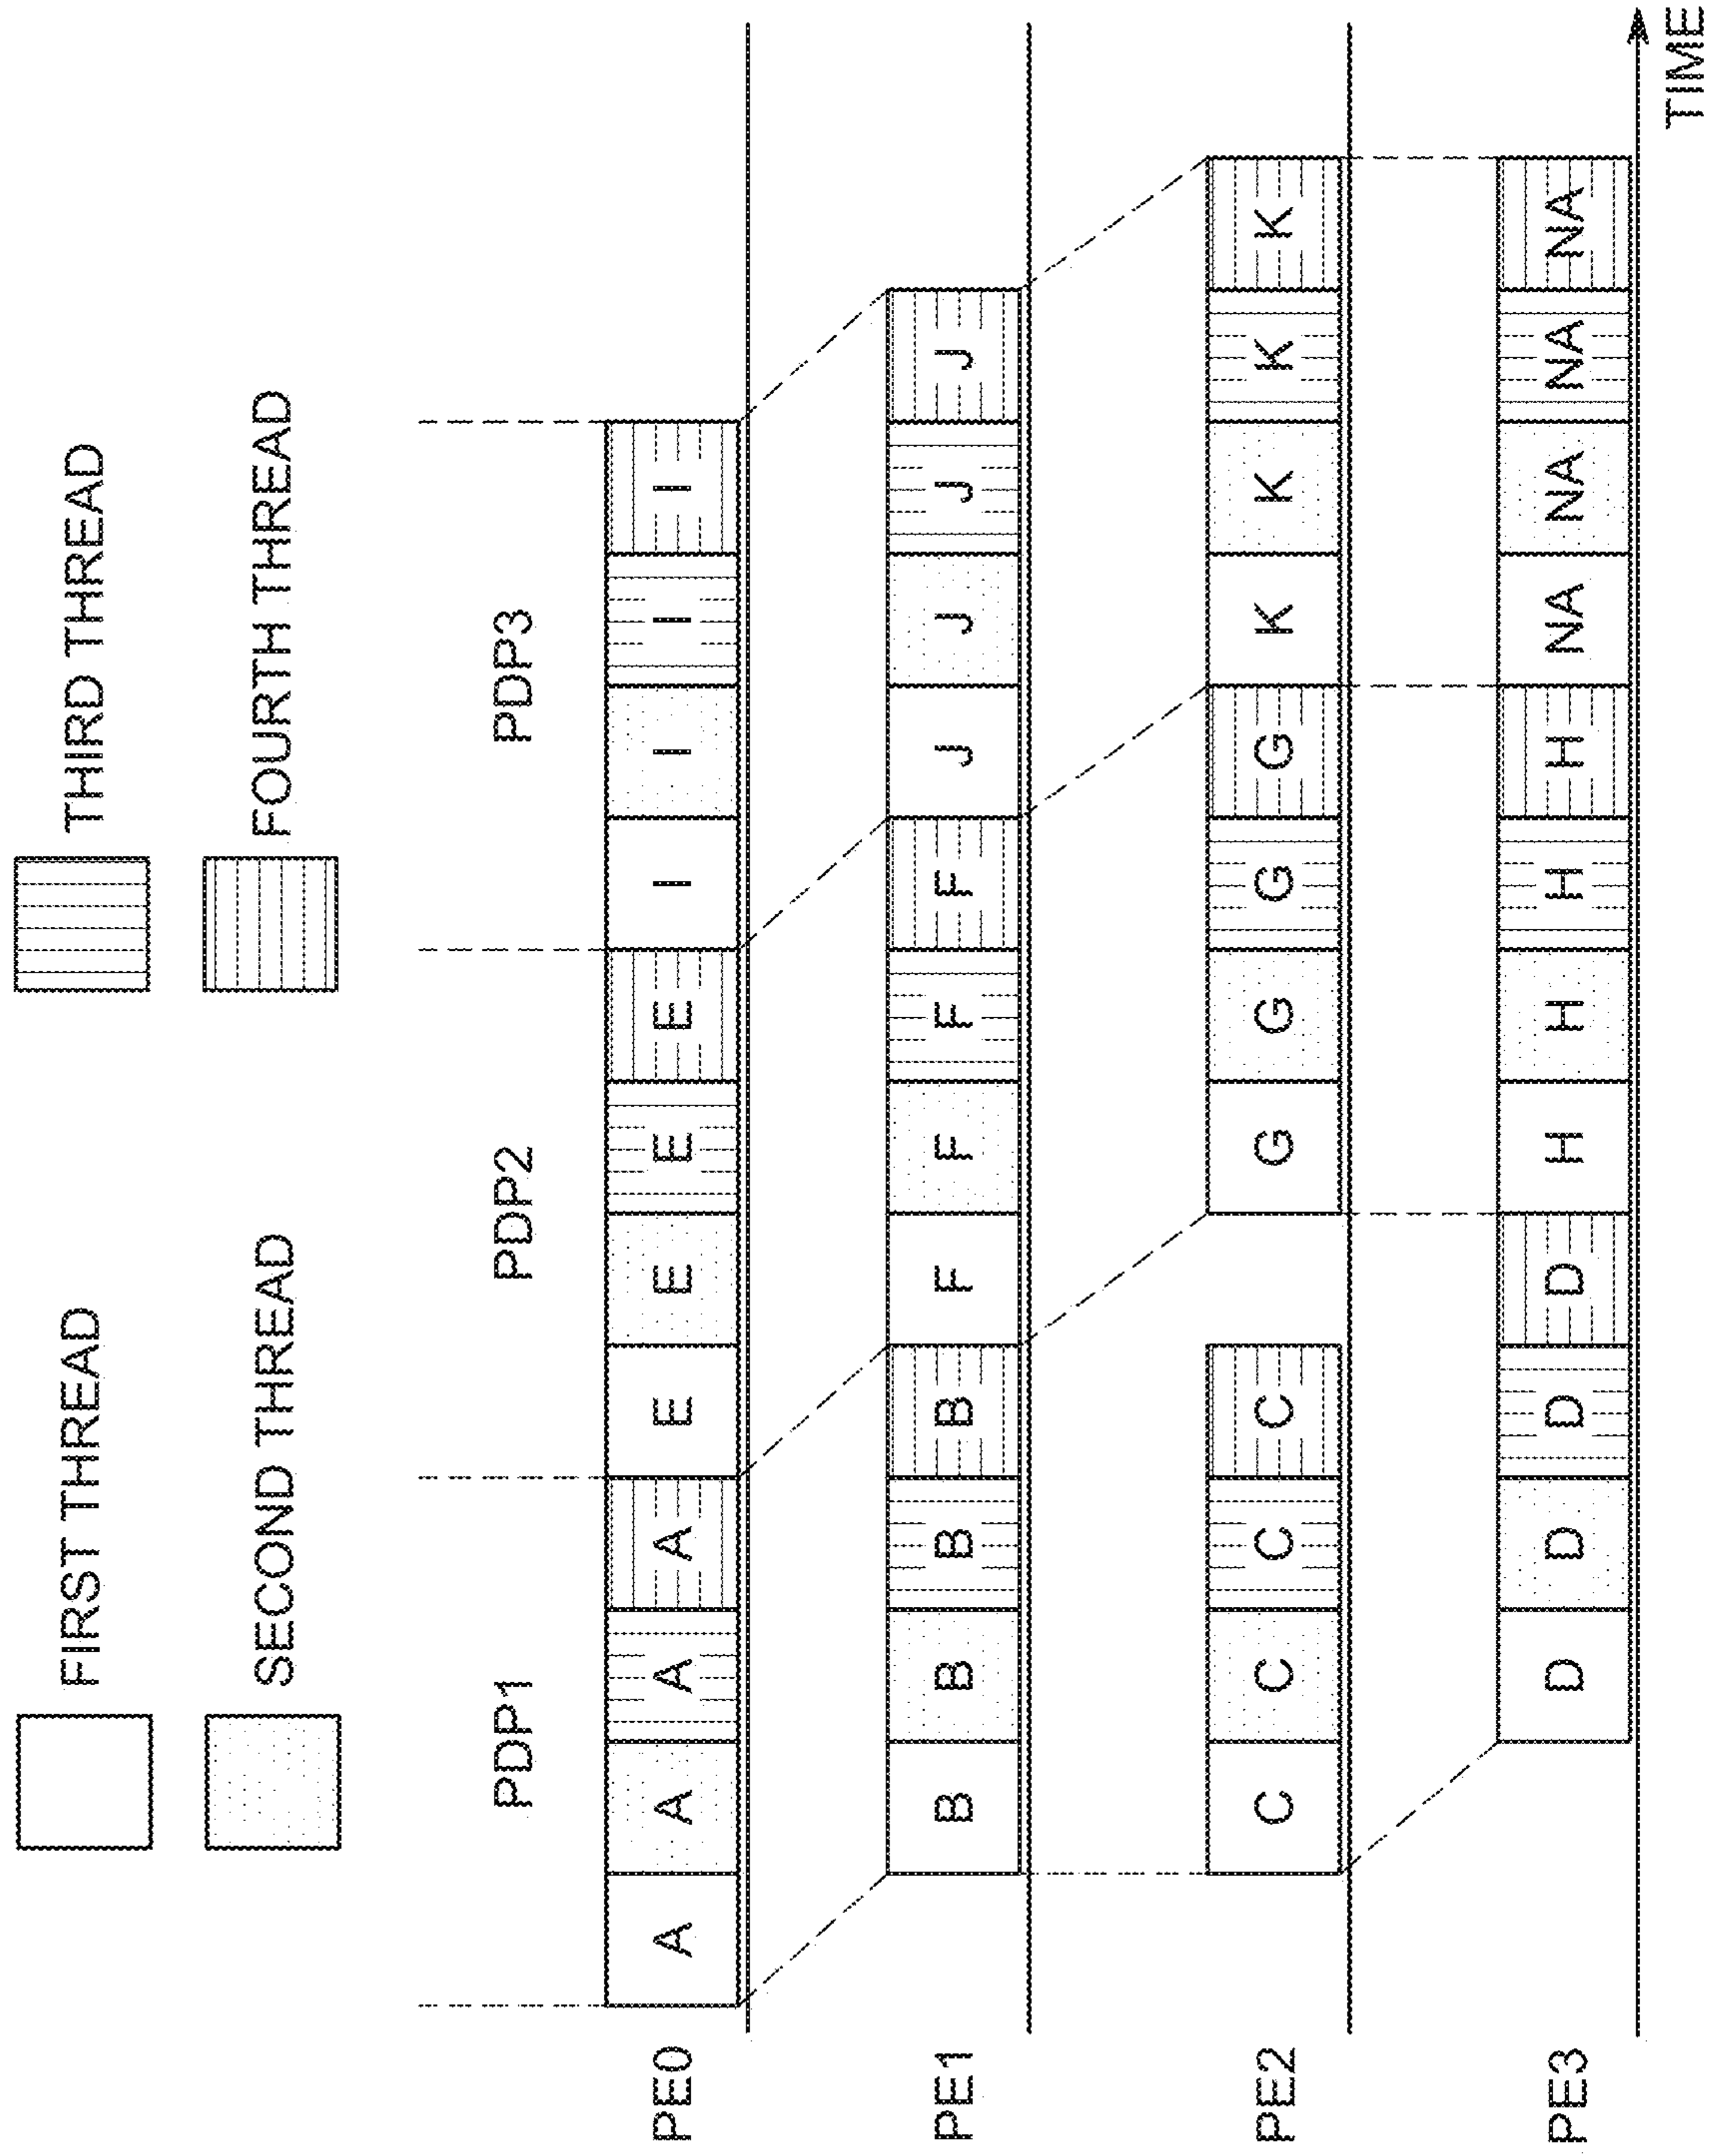 FIRST THREAD THIRD THREAD
SECOND THREAD FOURTH THREAD
PDP1 PDP2 PDP3
PE0 A A A A E E E E I I I I
PE1 B B B B F F F F J J J J
PE2 C C C C G G G G K K K K
PE3 D D D D H H H H NA NA NA NA
TIME